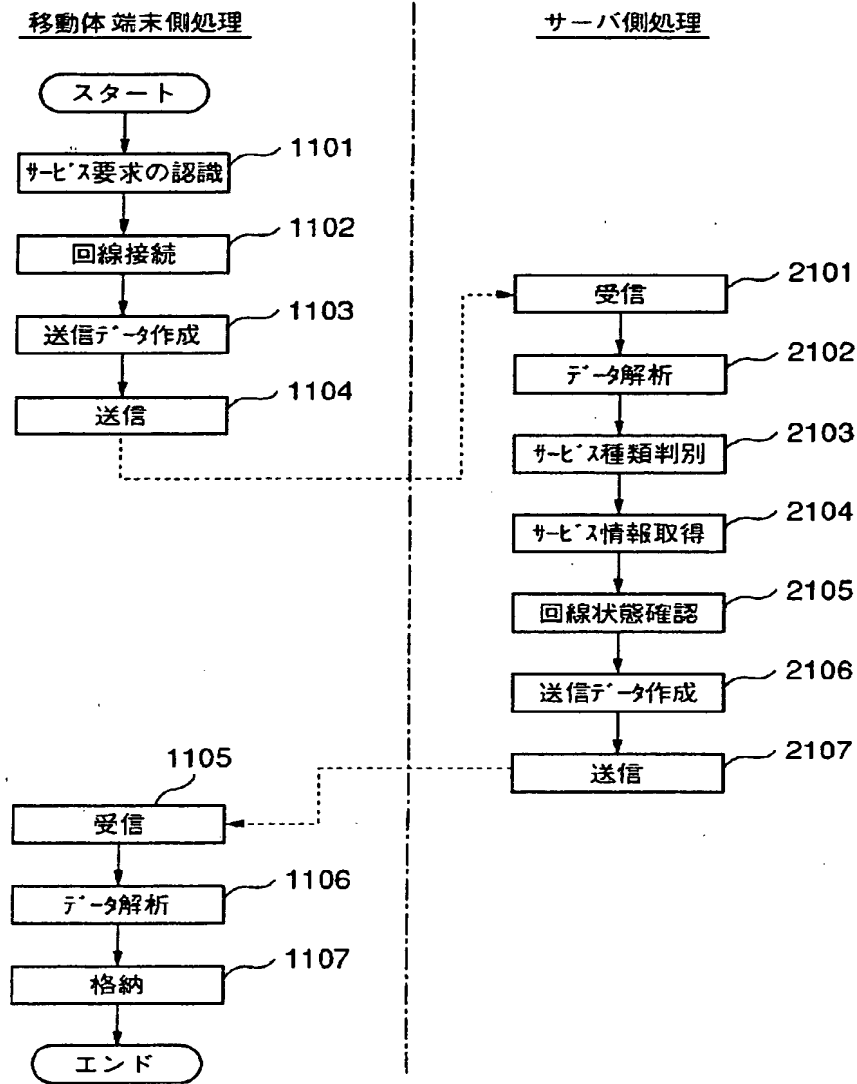 移動体端末側処理
スタート
サービス要求の認識
1101
回線接続
1102
送信データ作成
1103
送信
1104
受信
1105
データ解析
1106
格納
1107
エンド
サーバ側処理
受信
2101
データ解析
2102
サービス種類判別
2103
サービス情報取得
2104
回線状態確認
2105
送信データ作成
2106
送信
2107